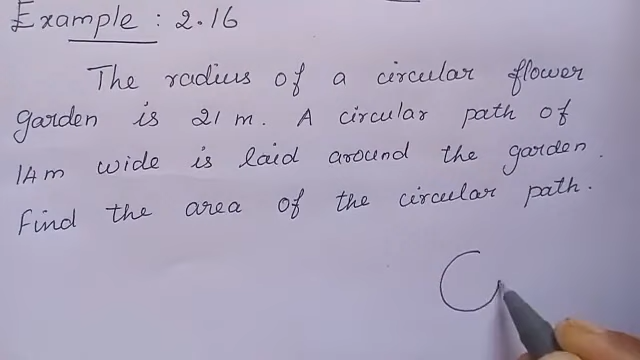 Example : 2.16
The radius of a circular flower
garden is 21 m. A circular path of
14m wide is laid around the garden.
Find the area of the circular path.